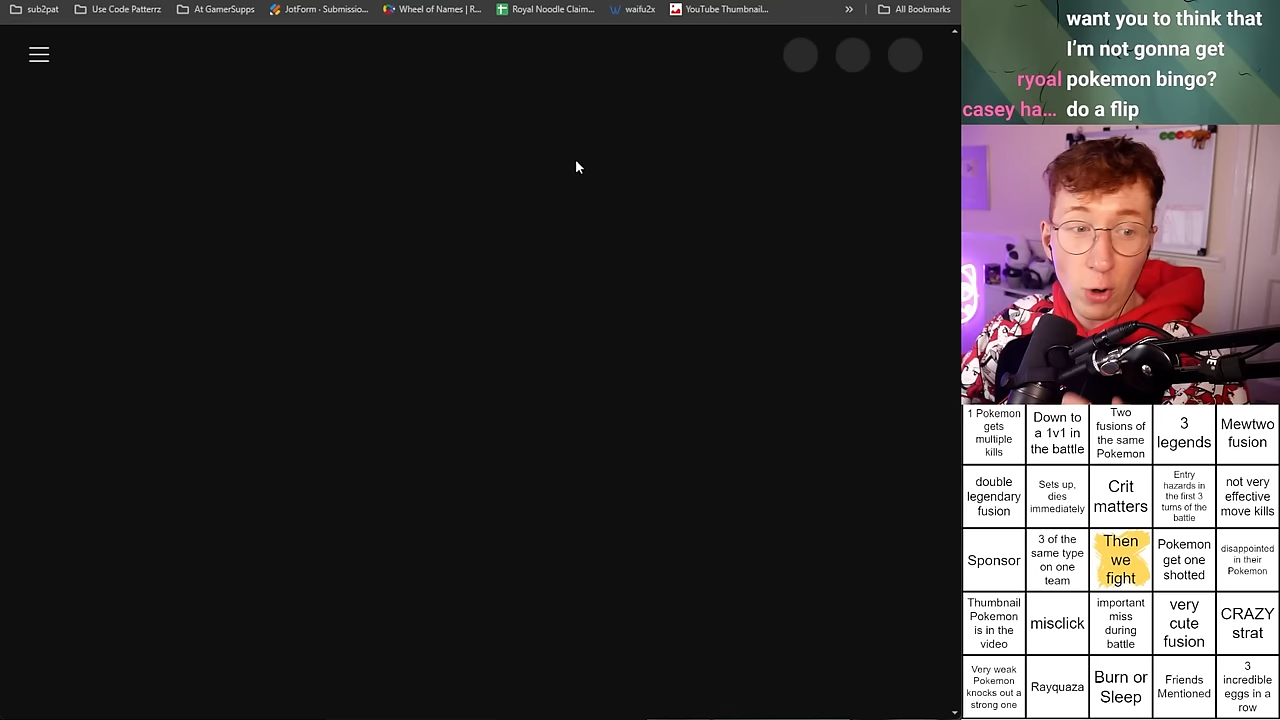 sub2pat
Use Code Patterrz
At GamerSupps
JotForm · Submissio...
Wheel of Names | R...
Royal Noodle Claim...
waifu2x
YouTube Thumbnail...
»
All Bookmarks
want you to think that
I'm not gonna get
ryoal pokemon bingo?
casey ha... do a flip
1 Pokemon
gets
multiple
kills
Down to
a 1v1 in
the battle
Two
fusions of
the same
Pokemon
3
legends
Mewtwo
fusion
double
legendary
fusion
Sets up,
dies
immediately
Crit
matters
Entry
hazards in
the first 3
turns of the
battle
not very
effective
move kills
Sponsor
3 of the
same type
on one
team
Then
we
fight
Pokemon
get one
shotted
disappointed
in their
Pokemon
Thumbnail
Pokemon
is in the
video
misclick
important
miss
during
battle
very
cute
fusion
CRAZY
strat
Very weak
Pokemon
knocks out a
strong one
Rayquaza
Burn or
Sleep
Friends
Mentioned
3
incredible
eggs in a
row